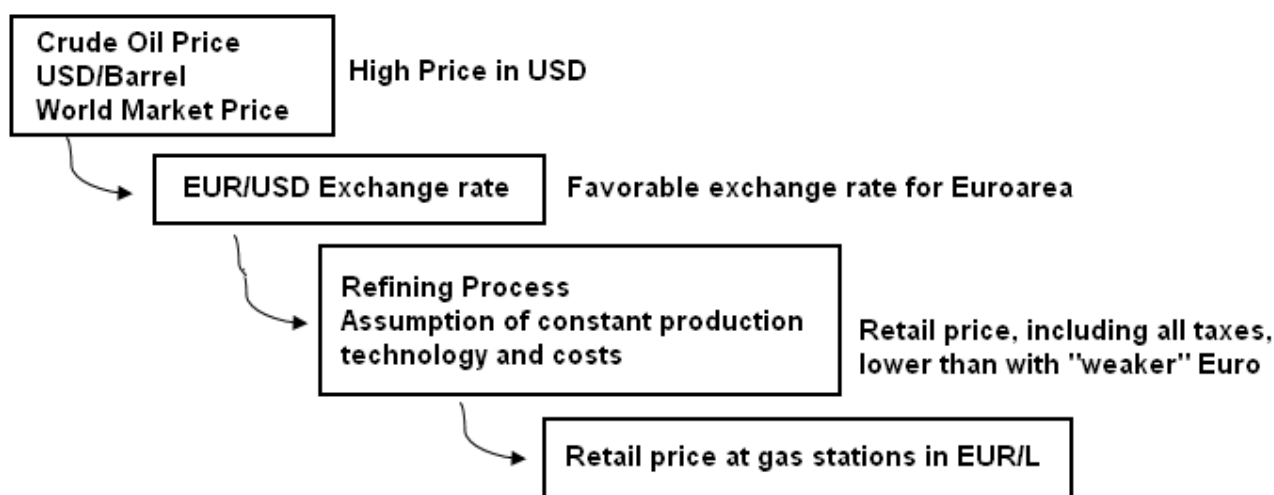 Crude Oil Price
USD/Barrel
World Market Price
High Price in USD
EUR/USD Exchange rate
Favorable exchange rate for Euroarea
Refining Process
Assumption of constant production
technology and costs
Retail price, including all taxes,
lower than with "weaker" Euro
Retail price at gas stations in EUR/L